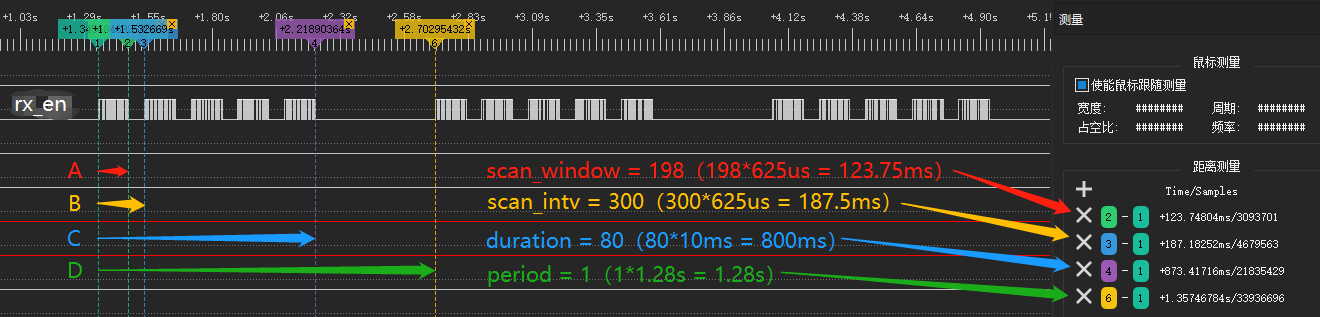 +1.03s +1.29s +1.55s +1.80s +2.06s +2.32s +2.58s +2.83s +3.09s +3.35s +3.61s +3.86s +4.12s +4.38s +4.64s +4.90s +5.15s
+1.532669s +2.21890364s +2.70295432s
2 3 4 6
测量
鼠标测量
使能鼠标跟随测量
宽度: ######## 周期: ########
占空比: ######## 频率: ########
距离测量
Time/Samples
2 - 1 +123.74804ms/3093701
3 - 1 +187.18252ms/4679563
4 - 1 +873.41716ms/21835429
6 - 1 +1.35746784s/33936696
rx_en
A scan_window = 198（198*625us = 123.75ms）
B scan_intv = 300（300*625us = 187.5ms）
C duration = 80（80*10ms = 800ms）
D period = 1（1*1.28s = 1.28s）